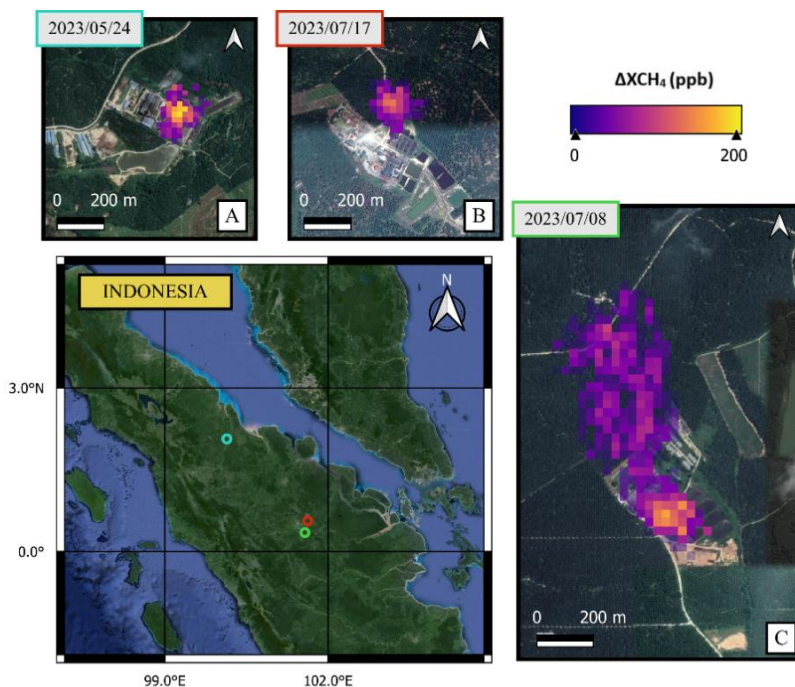 2023/05/24
2023/07/17
ΔXCH₄ (ppb)
0
200
0 200 m
A
0 200 m
B
2023/07/08
INDONESIA
N
3.0°N
0.0°
99.0°E
102.0°E
0 200 m
C